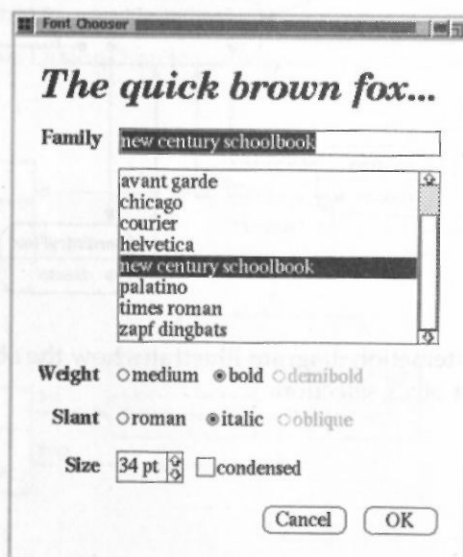 Font Chooser
The quick brown fox...
Family new century schoolbook
avant garde
chicago
courier
helvetica
new century schoolbook
palatino
times roman
zapf dingbats
Weight medium bold demibold
Slant roman italic oblique
Size 34 pt condensed
Cancel OK